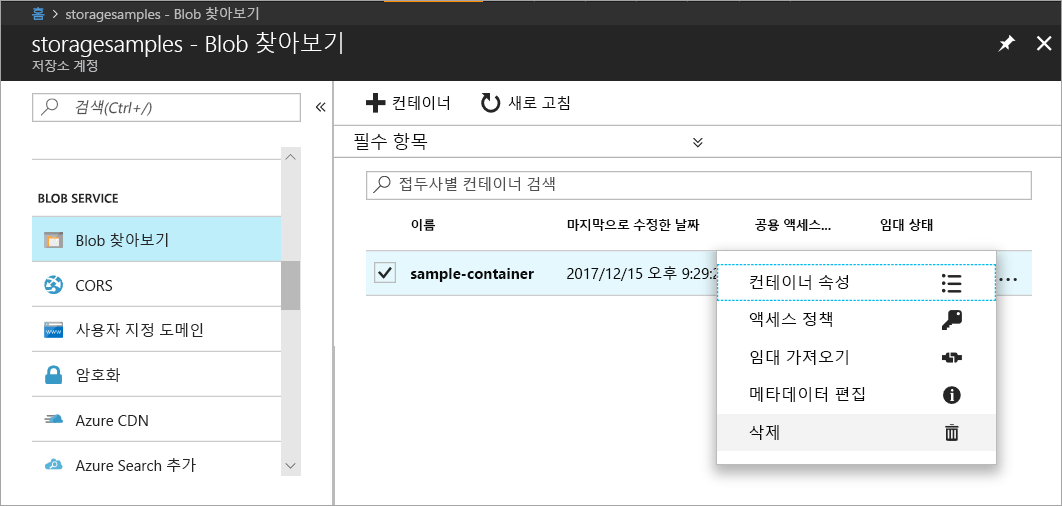 홈 > storagesamples - Blob 찾아보기
storagesamples - Blob 찾아보기
저장소 계정
검색(Ctrl+/)
BLOB SERVICE
Blob 찾아보기
CORS
사용자 지정 도메인
암호화
Azure CDN
Azure Search 추가
컨테이너 새로 고침
필수 항목
접두사별 컨테이너 검색
이름 마지막으로 수정한 날짜 공용 액세스... 임대 상태
sample-container 2017/12/15 오후 9:29:2 ...
컨테이너 속성
액세스 정책
임대 가져오기
메타데이터 편집
삭제